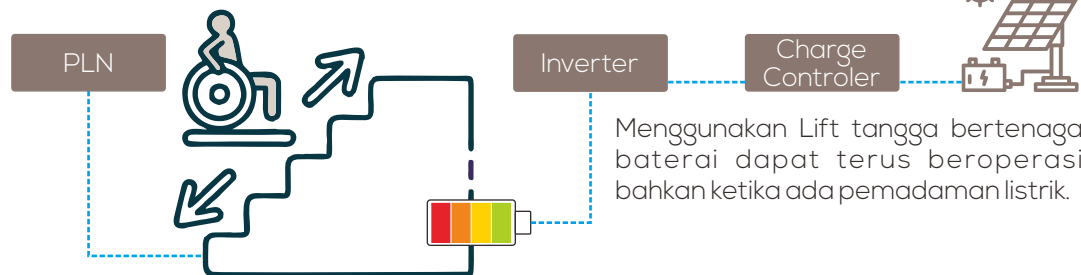 PLN
Inverter
Charge
Controler
Menggunakan Lift tangga bertenaga
baterai dapat terus beroperasi
bahkan ketika ada pemadaman listrik.